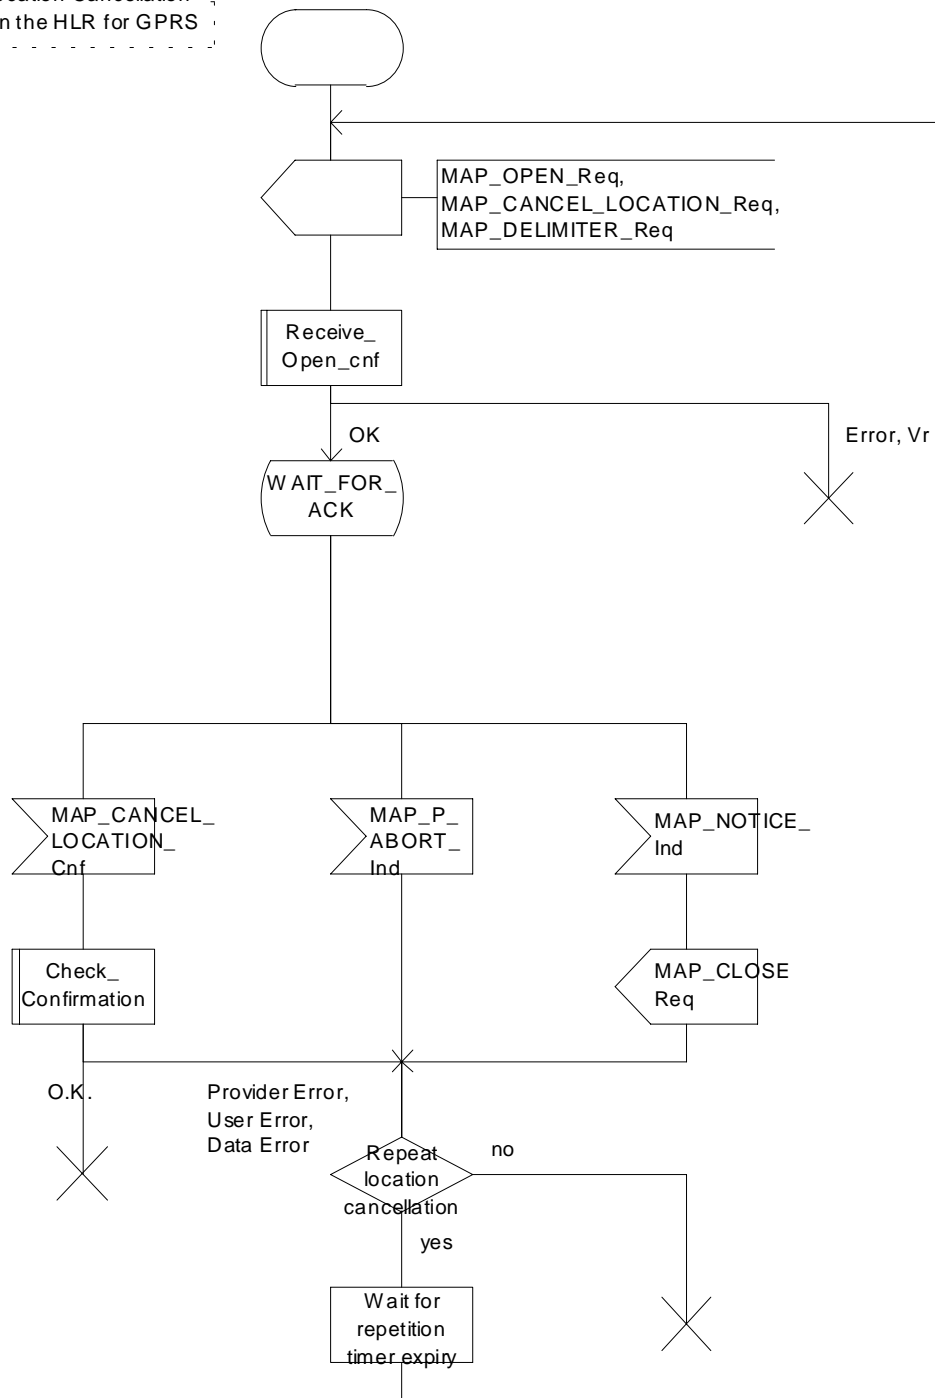 n the HLR for GPRS
MAP_OPEN_Req,
MAP_CANCEL_LOCATION_Req,
MAP_DELIMITER_Req
Receive_
Open_cnf
OK
Error, Vr
WAIT_FOR_
ACK
MAP_CANCEL_
LOCATION_
Cnf
MAP_P_
ABORT_
Ind
MAP_NOTICE_
Ind
Check_
Confirmation
MAP_CLOSE
Req
O.K.
Provider Error,
User Error,
Data Error
Repeat
location
cancellation
no
yes
Wait for
repetition
timer expiry